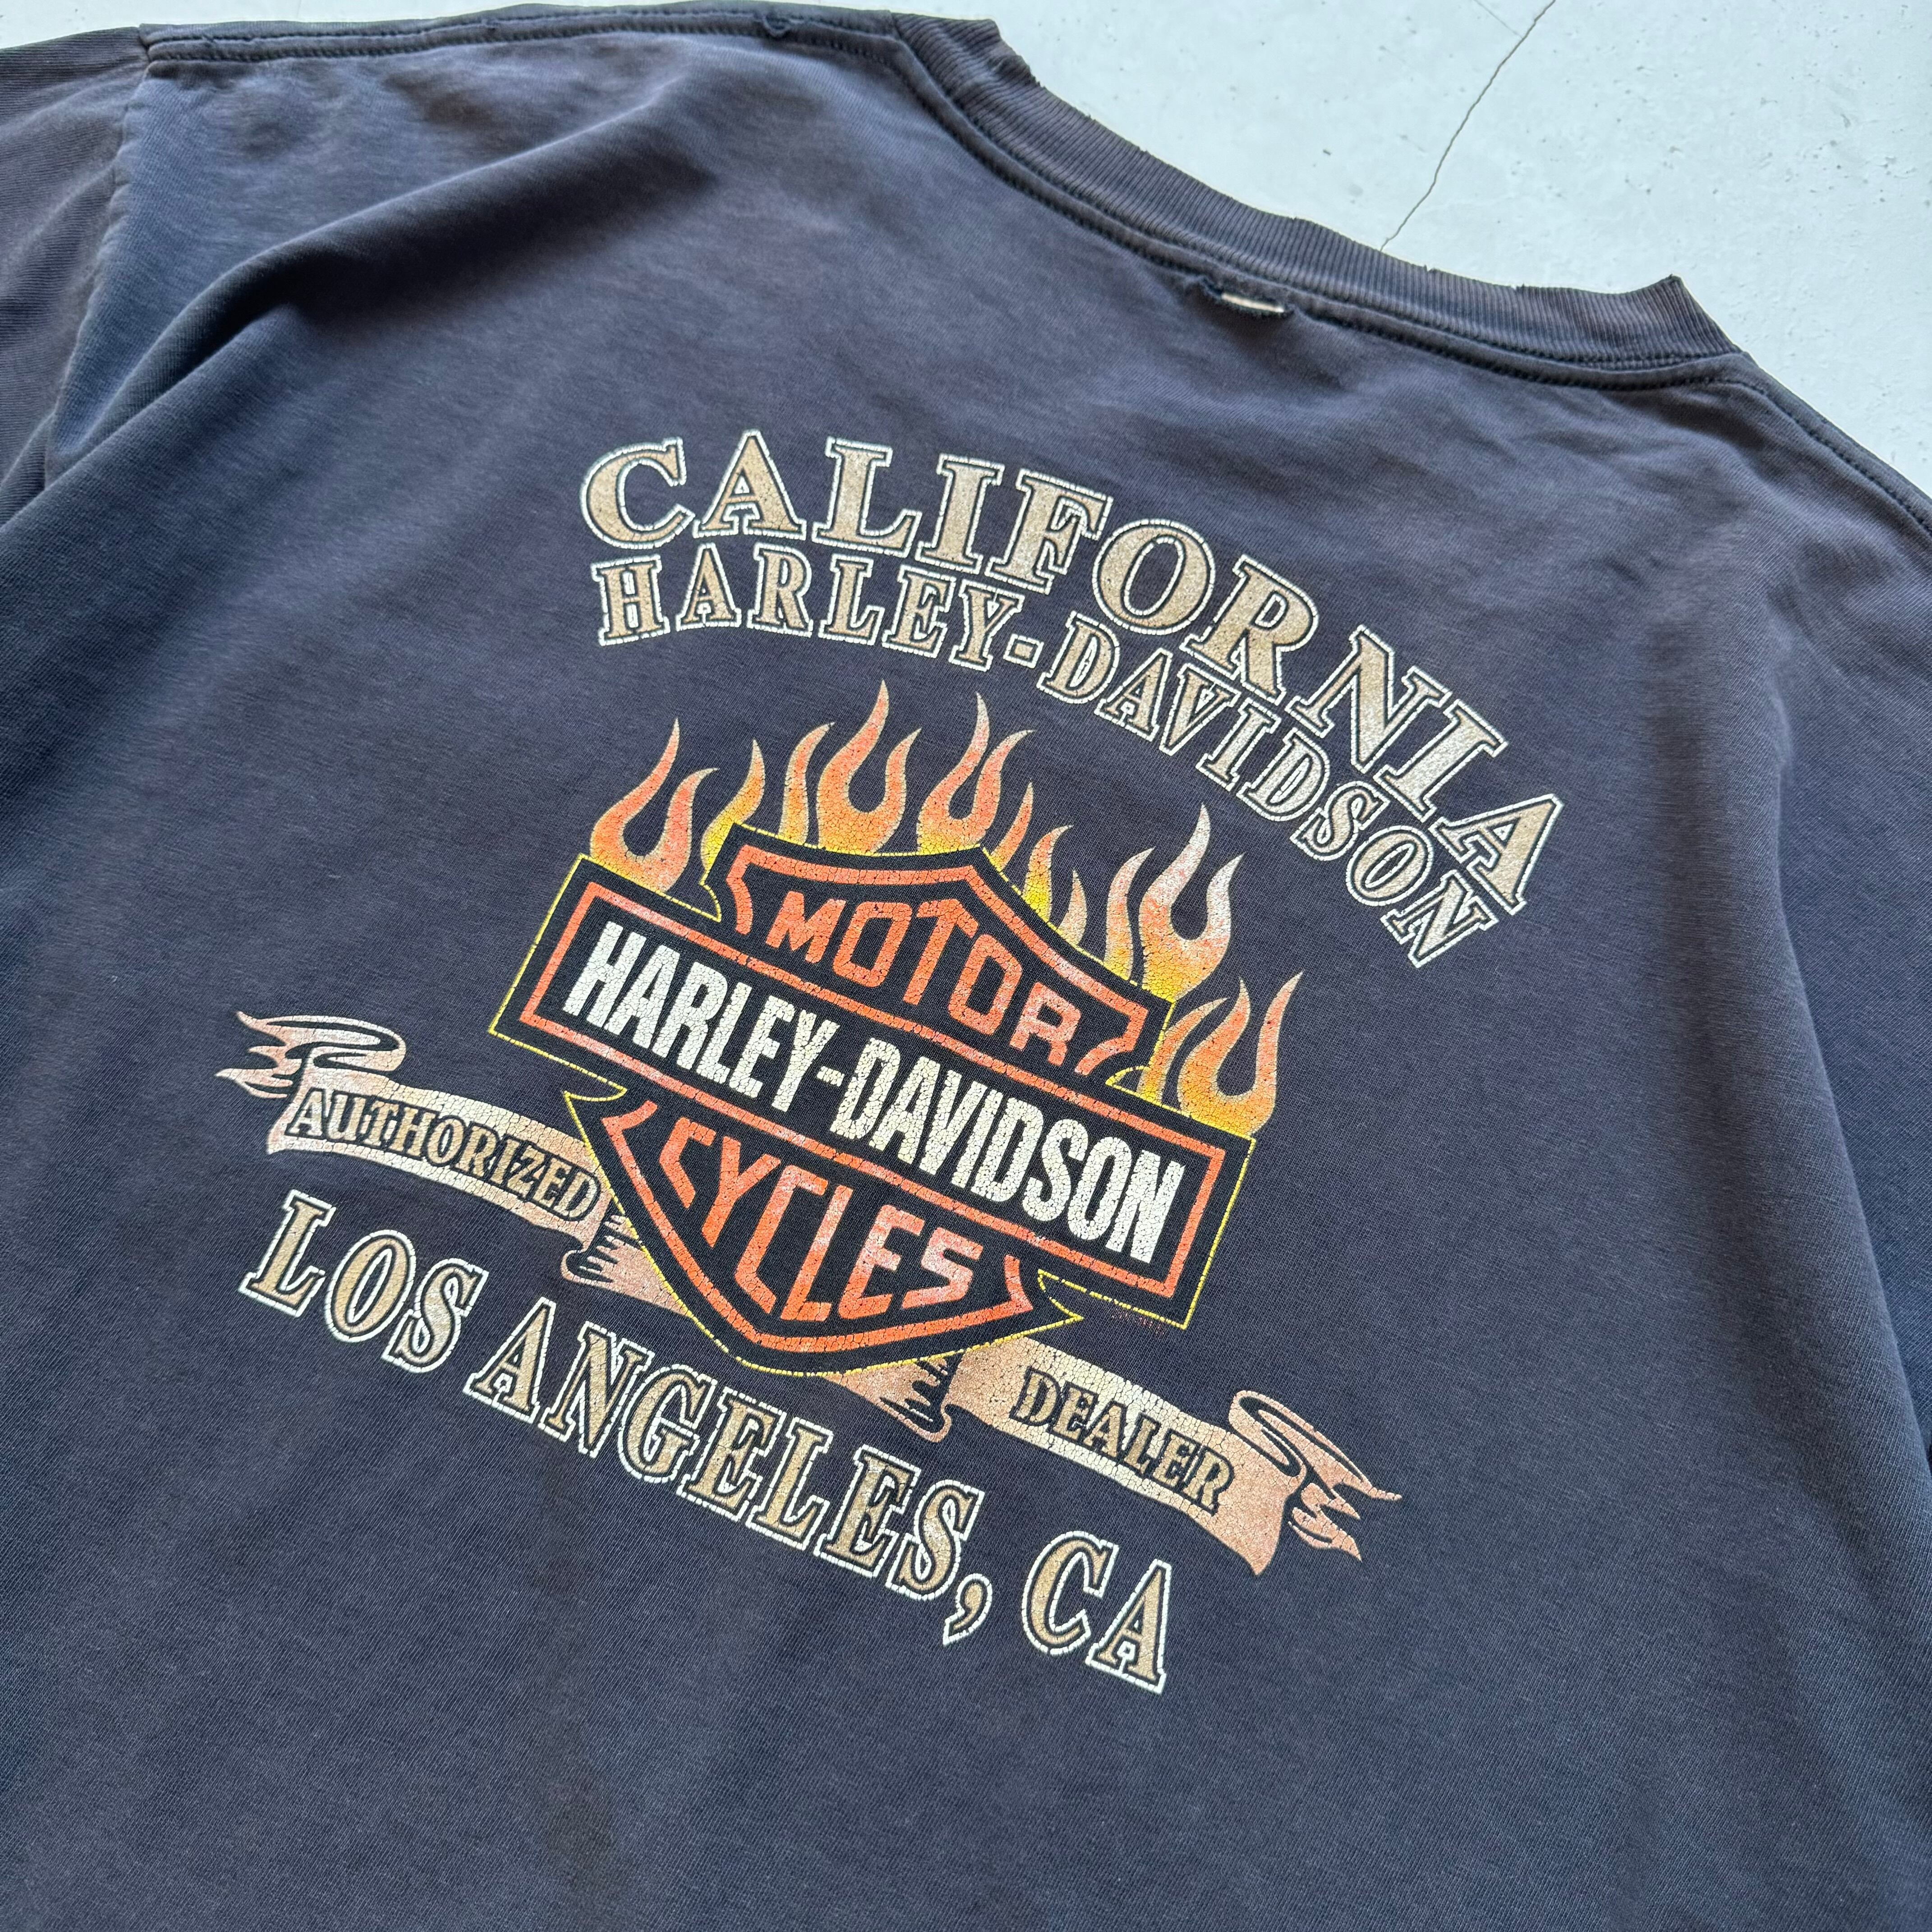 CALIFORNIA
HARLEY-DAVIDSON
MOTOR
HARLEY-DAVIDSON
CYCLES
AUTHORIZED
DEALER
LOS ANGELES, CA